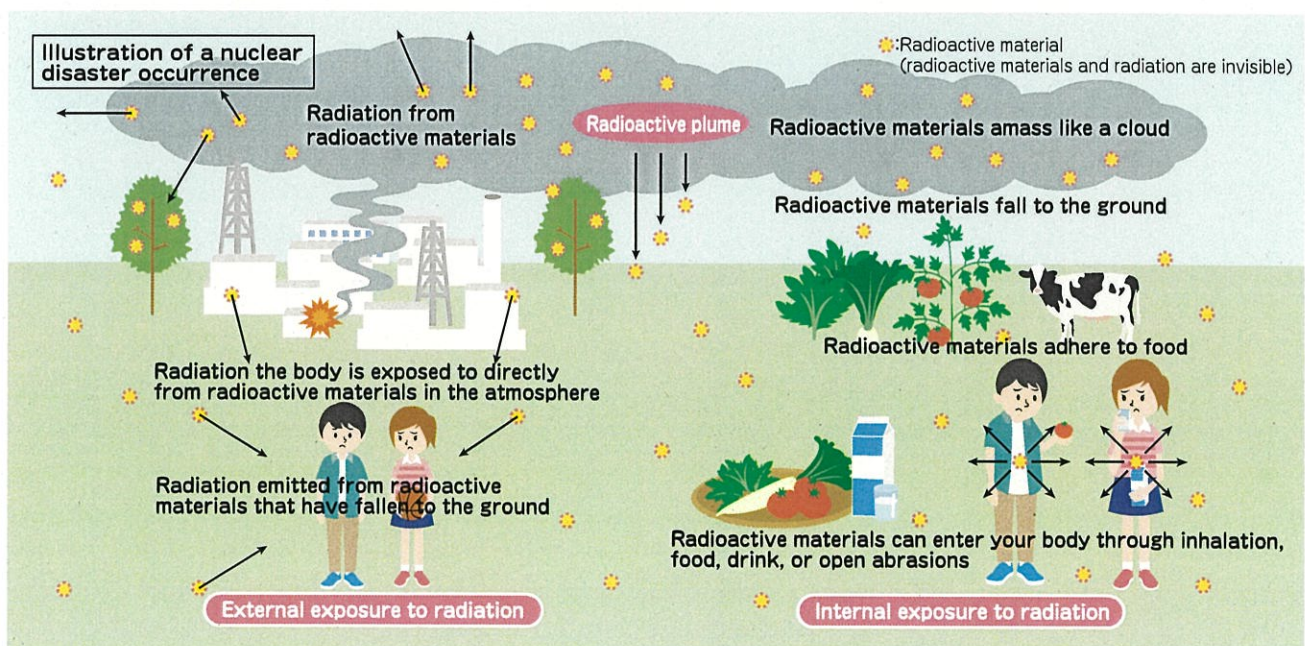 Illustration of a nuclear
disaster occurrence
:Radioactive material
(radioactive materials and radiation are invisible)
Radiation from
radioactive materials
Radioactive plume
Radioactive materials amass like a cloud
Radioactive materials fall to the ground
Radioactive materials adhere to food
Radiation the body is exposed to directly
from radioactive materials in the atmosphere
Radiation emitted from radioactive
materials that have fallen to the ground
External exposure to radiation
Radioactive materials can enter your body through inhalation,
food, drink, or open abrasions
Internal exposure to radiation